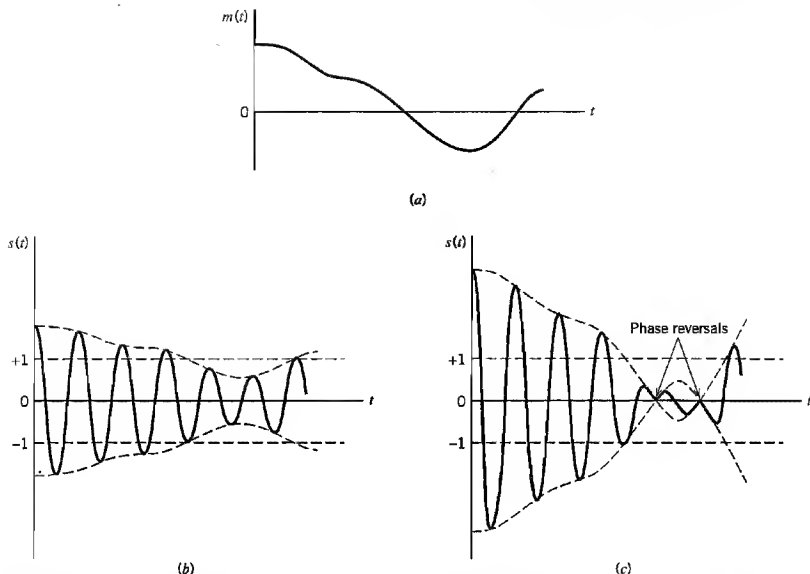 m(t)
0
t
(a)
s(t)
+1
0
t
−1
(b)
s(t)
Phase reversals
+1
0
t
−1
(c)